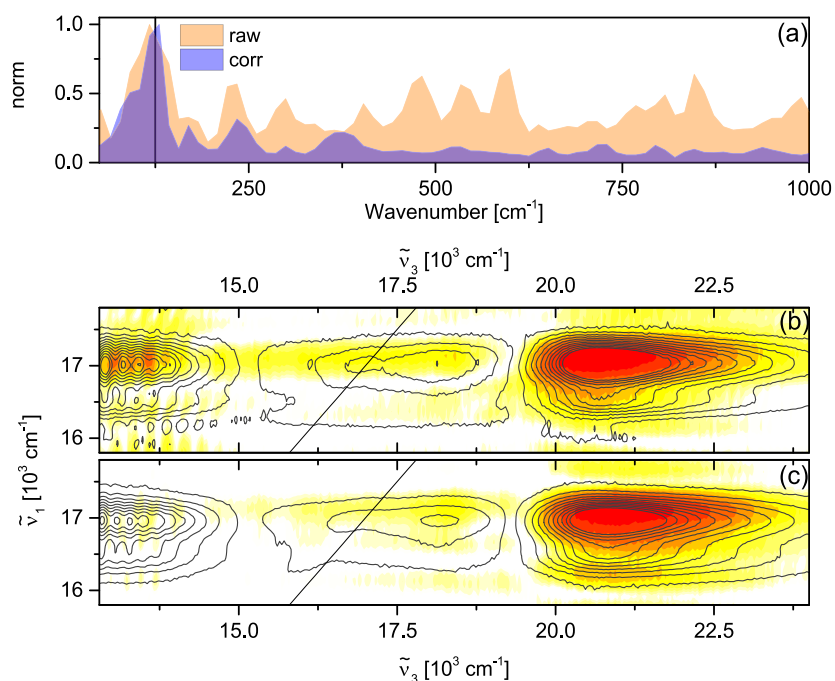 1.0
(a)
raw
corr
norm
0.5
0.0
250
500
750
1000
Wavenumber [cm⁻¹]
ν̃₃ [10³ cm⁻¹]
15.0
17.5
20.0
22.5
(b)
17
16
(c)
17
16
ν̃₁ [10³ cm⁻¹]
15.0
17.5
20.0
22.5
ν̃₃ [10³ cm⁻¹]